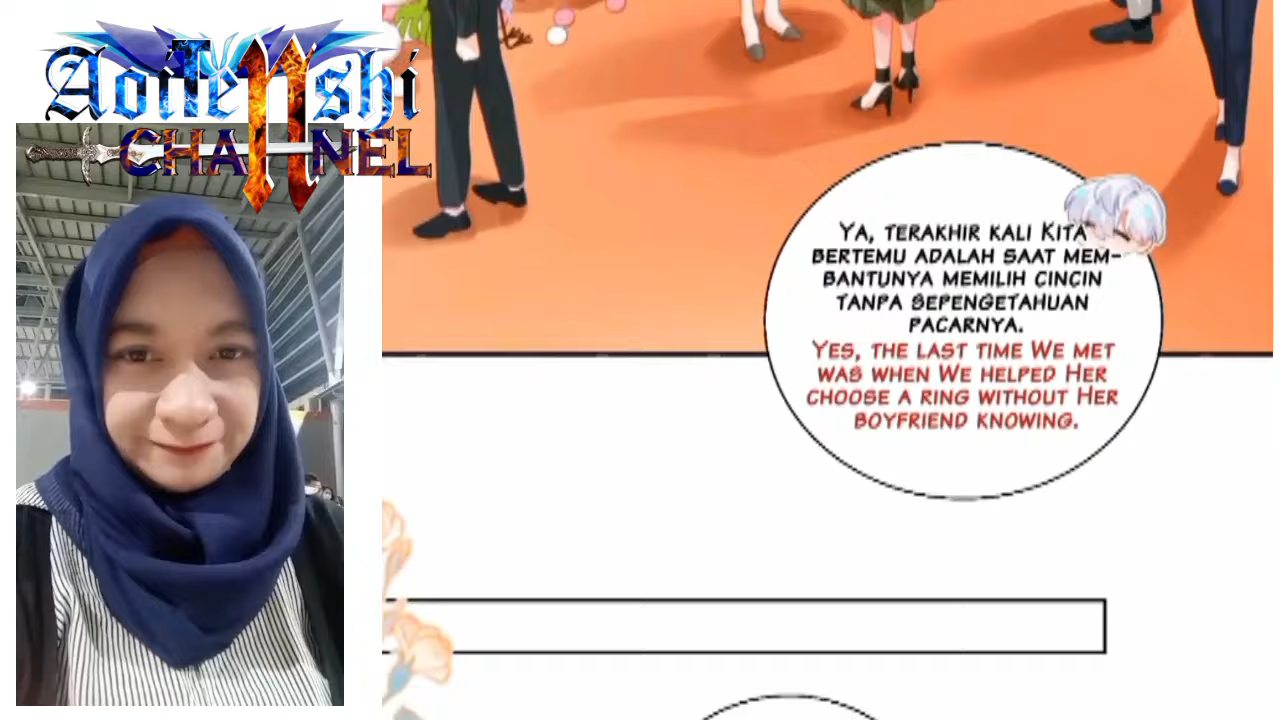 AoiTenshi
CHANNEL
YA, TERAKHIR KALI KITA
BERTEMU ADALAH SAAT MEM-
BANTUNYA MEMILIH CINCIN
TANPA SEPENGETAHUAN
PACARNYA.
YES, THE LAST TIME WE MET
WAS WHEN WE HELPED HER
CHOOSE A RING WITHOUT HER
BOYFRIEND KNOWING.